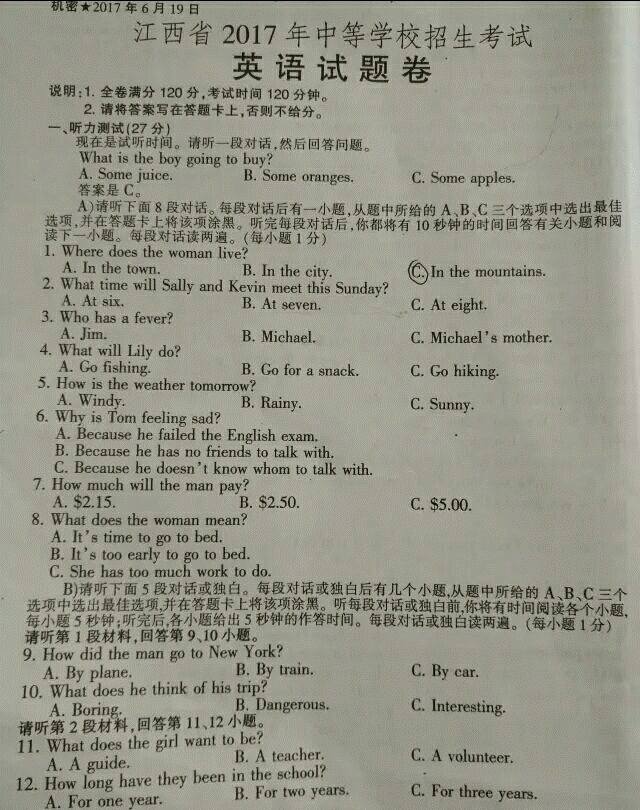 机密★2017年6月19日
江西省2017年中等学校招生考试
英语试题卷
说明:1. 全卷满分120分,考试时间120分钟。
2. 请将答案写在答题卡上,否则不给分。
一、听力测试(27分)
现在是试听时间。请听一段对话,然后回答问题。
What is the boy going to buy?
A. Some juice. B. Some oranges. C. Some apples.
答案是C。
A)请听下面8段对话。每段对话后有一小题,从题中所给的A、B、C三个选项中选出最佳
选项,并在答题卡上将该项涂黑。听完每段对话后,你都将有10秒钟的时间回答有关小题和阅
读下一小题。每段对话读两遍。(每小题1分)
1. Where does the woman live?
A. In the town. B. In the city. C. In the mountains.
2. What time will Sally and Kevin meet this Sunday?
A. At six. B. At seven. C. At eight.
3. Who has a fever?
A. Jim. B. Michael. C. Michael's mother.
4. What will Lily do?
A. Go fishing. B. Go for a snack. C. Go hiking.
5. How is the weather tomorrow?
A. Windy. B. Rainy. C. Sunny.
6. Why is Tom feeling sad?
A. Because he failed the English exam.
B. Because he has no friends to talk with.
C. Because he doesn't know whom to talk with.
7. How much will the man pay?
A. $2.15. B. $2.50. C. $5.00.
8. What does the woman mean?
A. It's time to go to bed.
B. It's too early to go to bed.
C. She has too much work to do.
B)请听下面5段对话或独白。每段对话或独白后有几个小题,从题中所给的A、B、C三个
选项中选出最佳选项,并在答题卡上将该项涂黑。听每段对话或独白前,你将有时间阅读各个小题,
每小题5秒钟;听完后,各小题给出5秒钟的作答时间。每段对话或独白读两遍。(每小题1分)
请听第1段材料,回答第9、10小题。
9. How did the man go to New York?
A. By plane. B. By train. C. By car.
10. What does he think of his trip?
A. Boring. B. Dangerous. C. Interesting.
请听第2段材料,回答第11、12小题。
11. What does the girl want to be?
A. A guide. B. A teacher. C. A volunteer.
12. How long have they been in the school?
A. For one year. B. For two years. C. For three years.